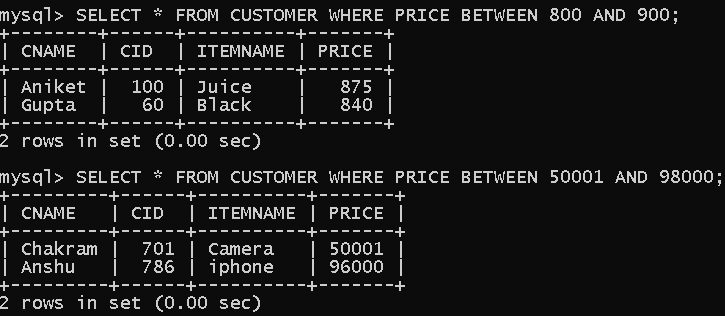 mysql> SELECT * FROM CUSTOMER WHERE PRICE BETWEEN 800 AND 900;
+--------+------+----------+-------+
| CNAME  | CID  | ITEMNAME | PRICE |
+--------+------+----------+-------+
| Aniket |  100 | Juice    |   875 |
| Gupta  |   60 | Black    |   840 |
+--------+------+----------+-------+
2 rows in set (0.00 sec)
mysql> SELECT * FROM CUSTOMER WHERE PRICE BETWEEN 50001 AND 98000;
+---------+------+----------+-------+
| CNAME   | CID  | ITEMNAME | PRICE |
+---------+------+----------+-------+
| Chakram |  701 | Camera   | 50001 |
| Anshu   |  786 | iphone   | 96000 |
+---------+------+----------+-------+
2 rows in set (0.00 sec)